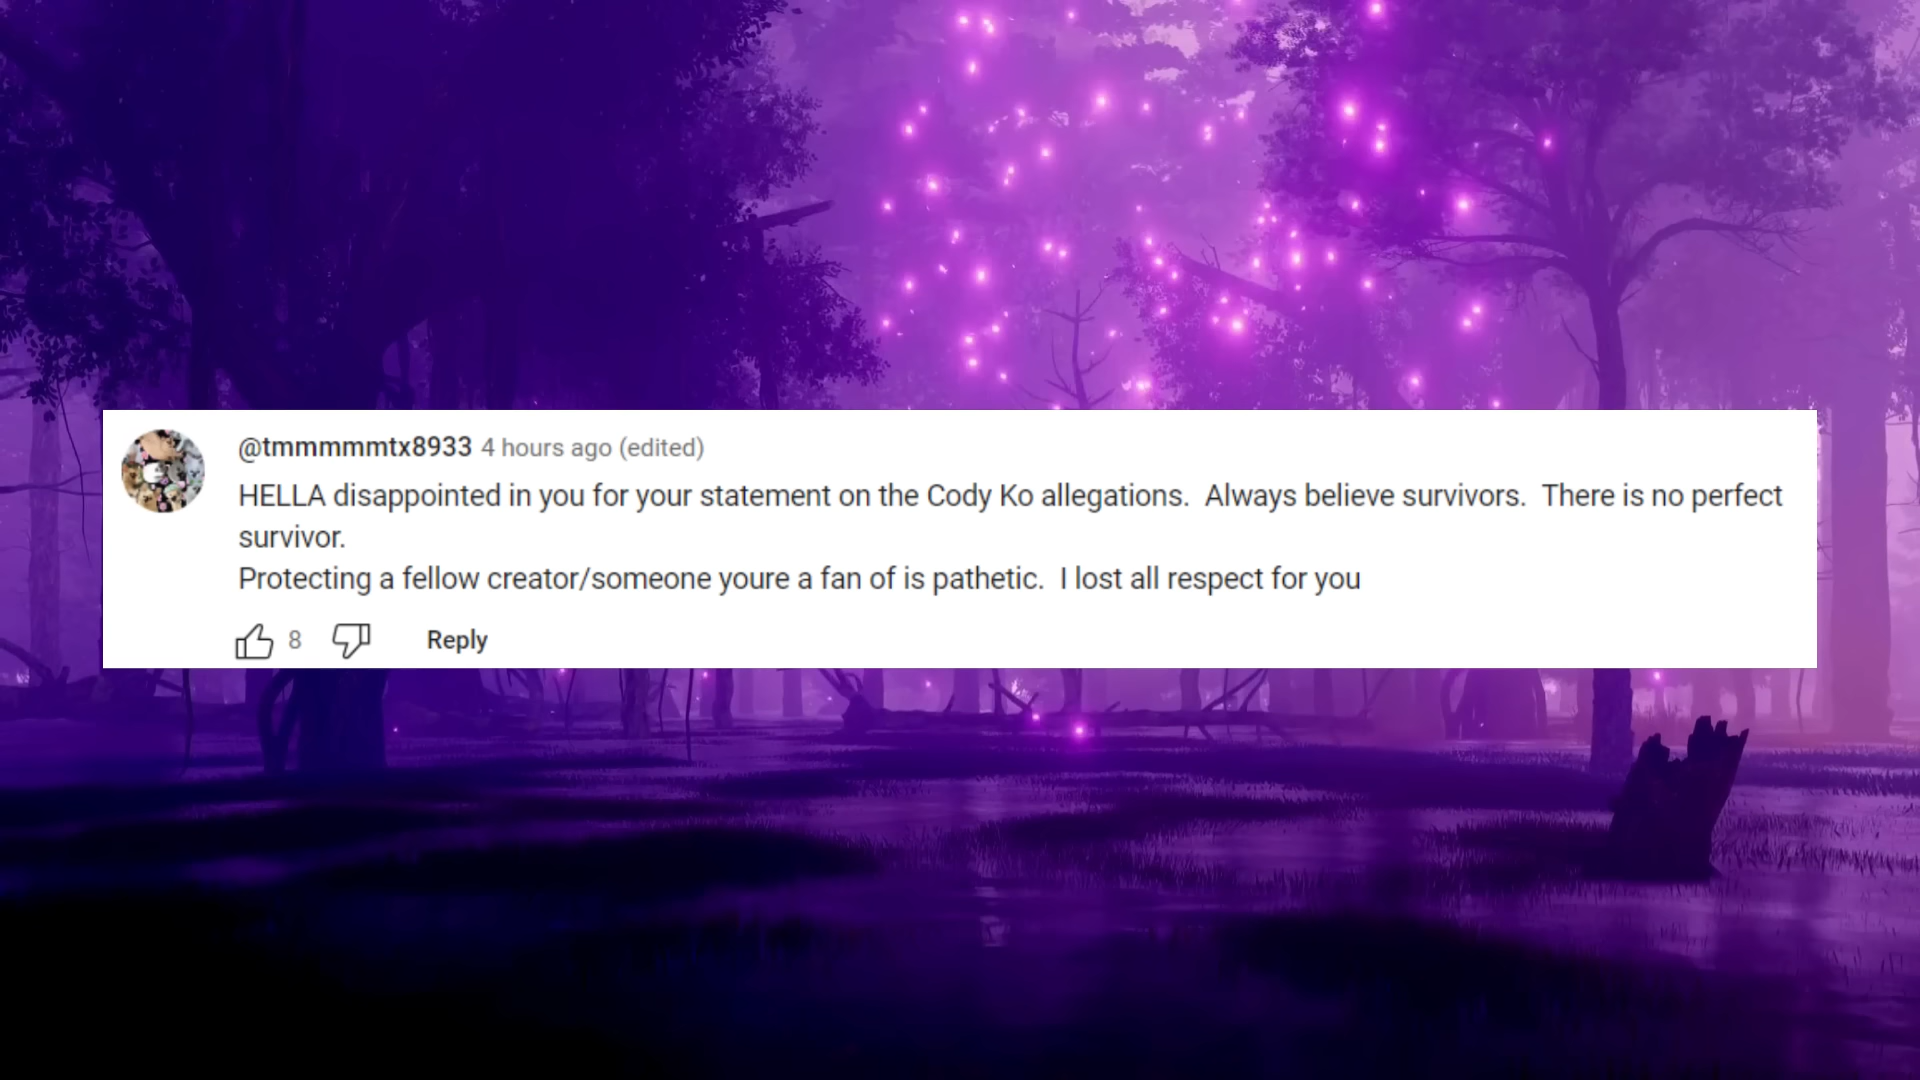 @tmmmmmtx8933 4 hours ago (edited)
HELLA disappointed in you for your statement on the Cody Ko allegations.  Always believe survivors.  There is no perfect
survivor.
Protecting a fellow creator/someone youre a fan of is pathetic.  I lost all respect for you
8 Reply